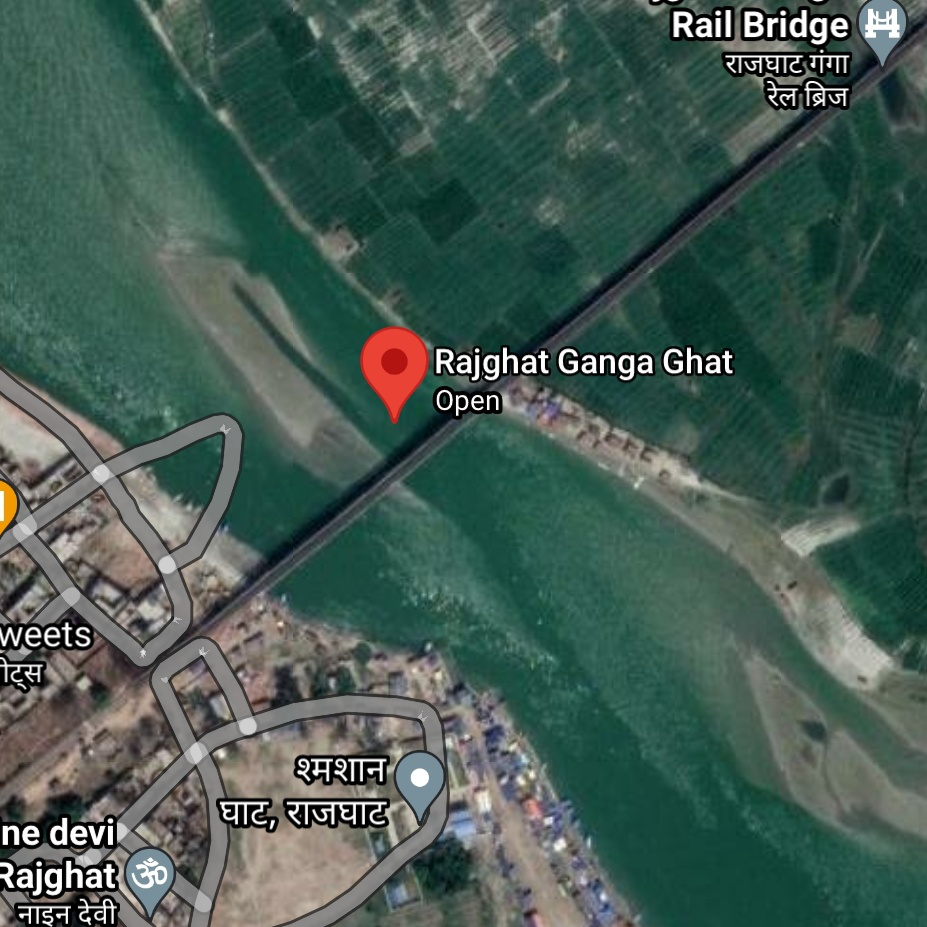 Rail Bridge
राजघाट गंगा
रेल ब्रिज
Rajghat Ganga Ghat
Open
weets
श्मशान
घाट, राजघाट
ne devi
Rajghat
नाइन देवी